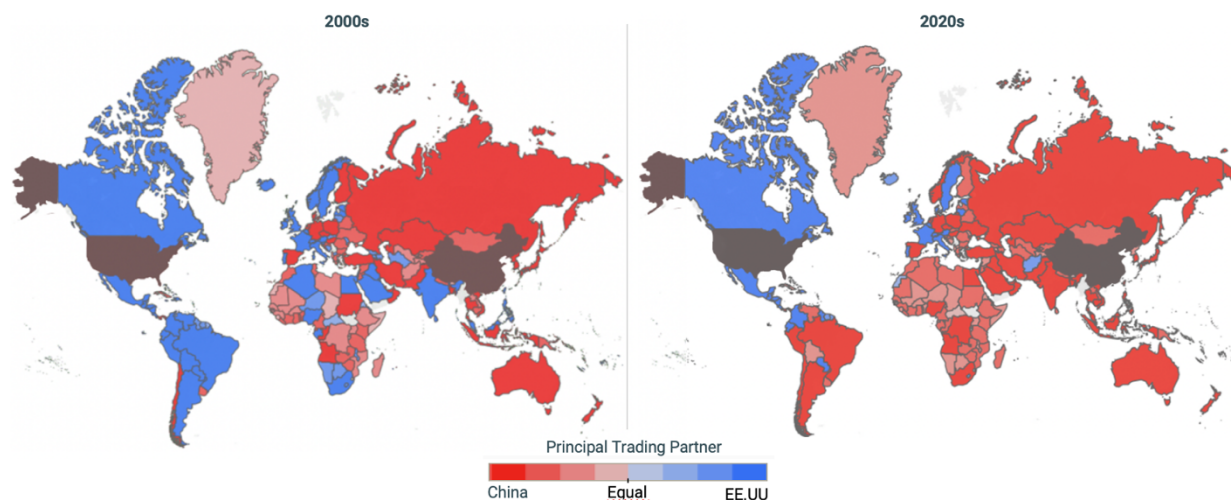 2000s
2020s
Principal Trading Partner
China
Equal
EE.UU